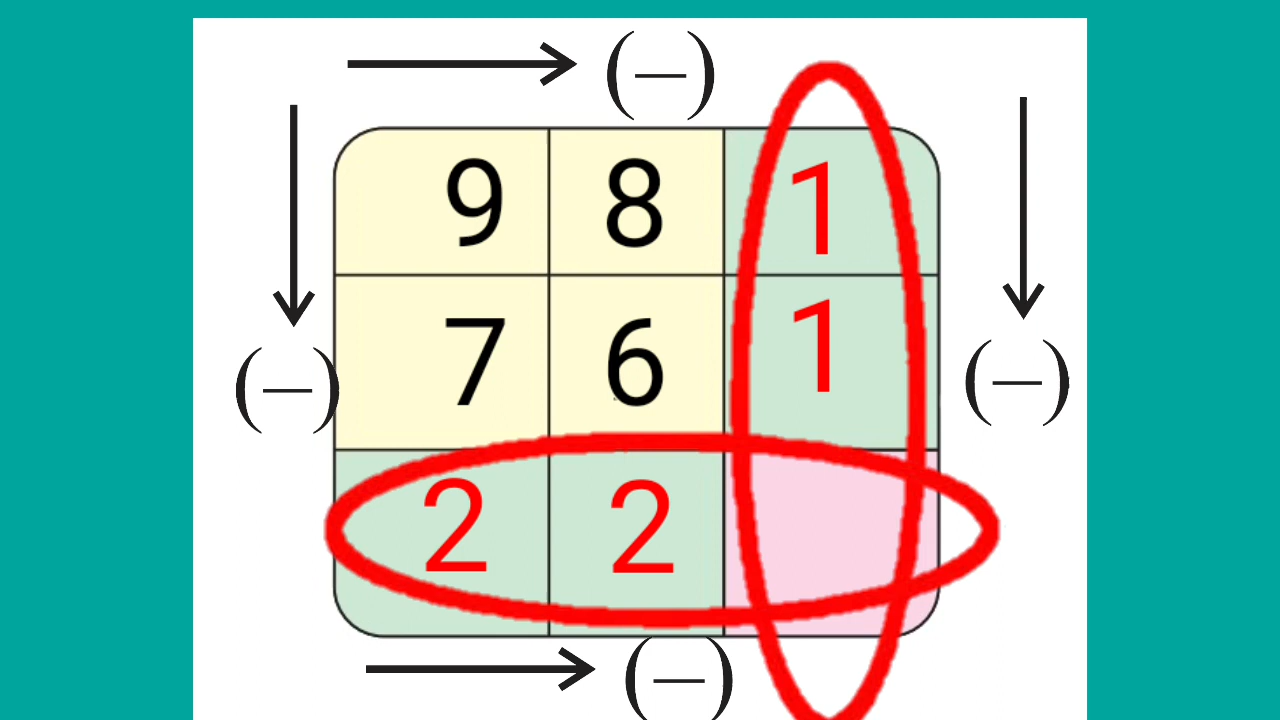 (—)
9 8 1
7 6 1
(—) (—)
2 2
(—)